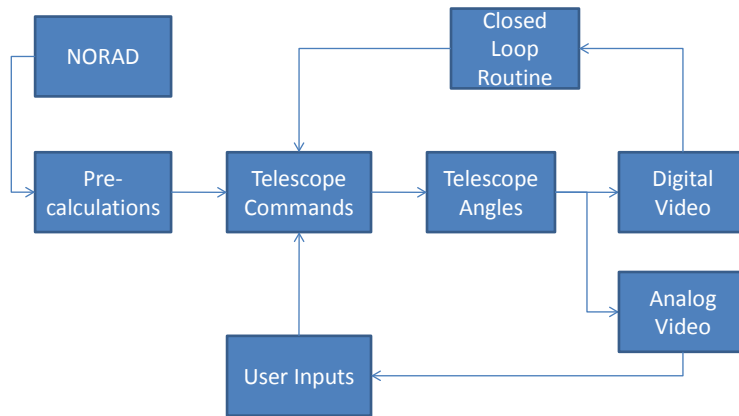 NORAD
Closed
Loop
Routine
Pre-
calculations
Telescope
Commands
Telescope
Angles
Digital
Video
Analog
Video
User Inputs